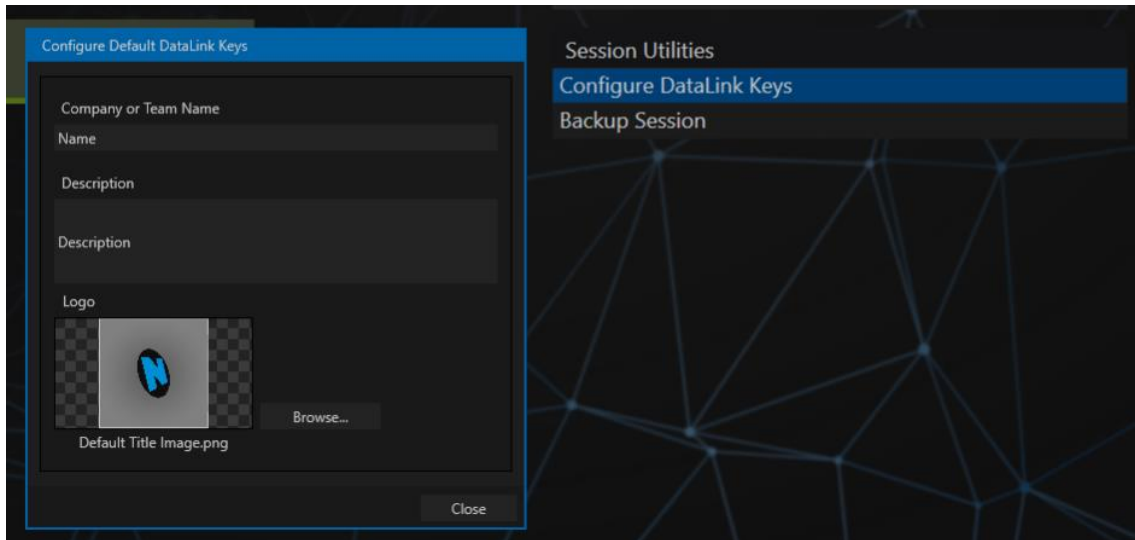 Configure Default DataLink Keys
Company or Team Name
Name
Description
Description
Logo
N
Browse...
Default Title Image.png
Close
Session Utilities
Configure DataLink Keys
Backup Session